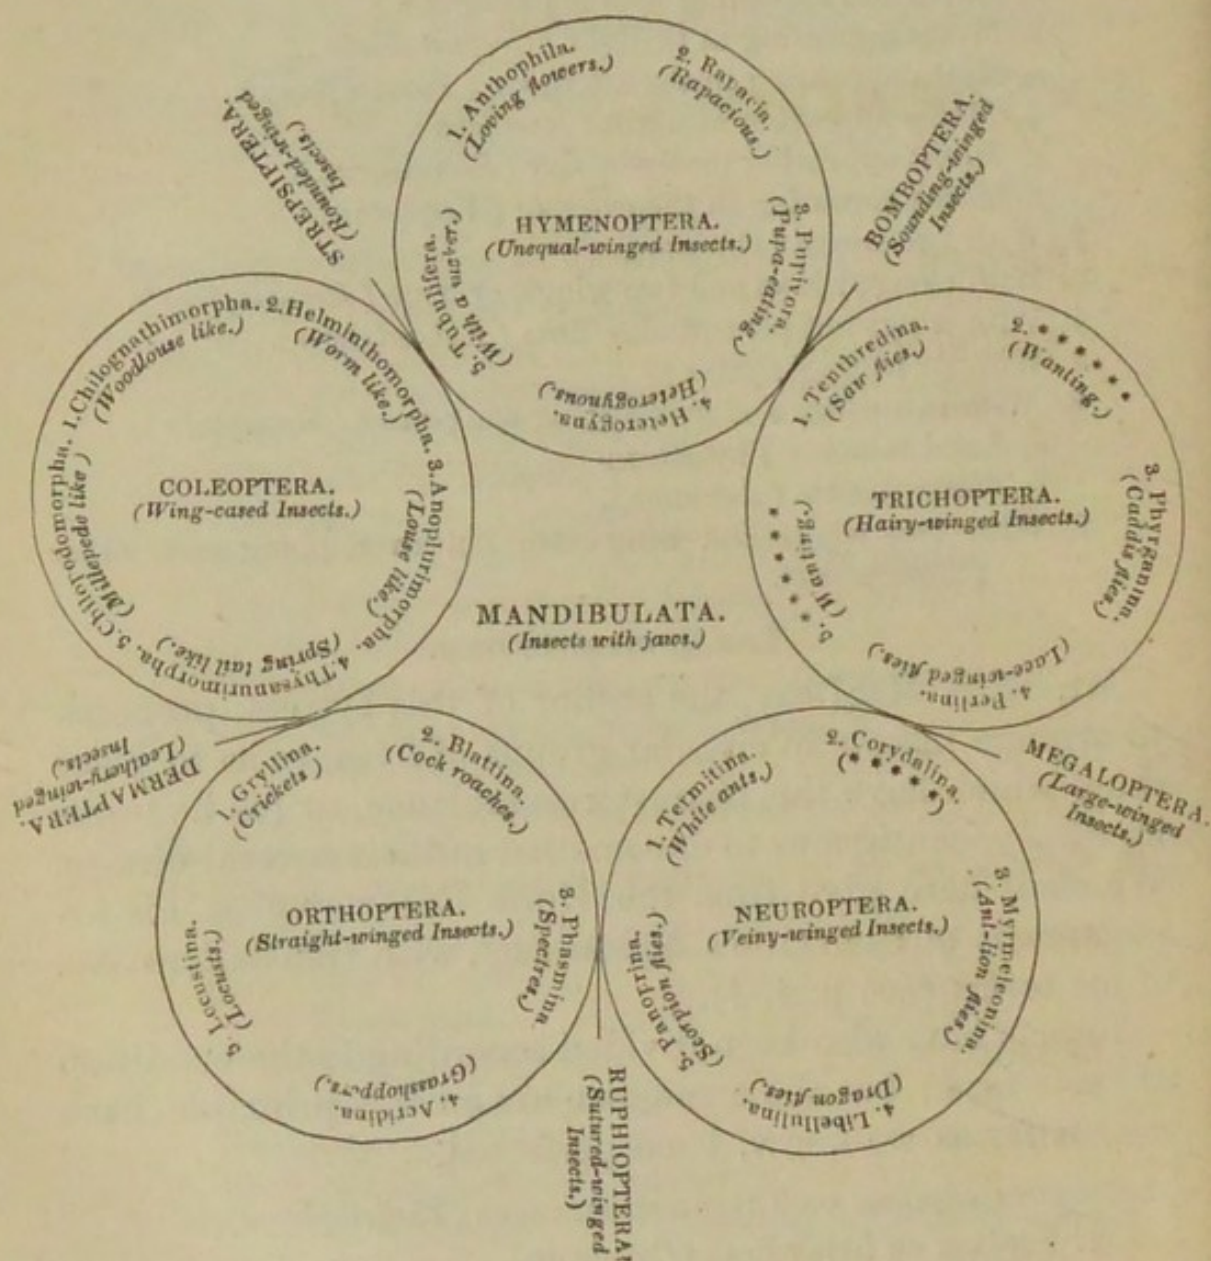 HYMENOPTERA.
(Unequal-winged Insects.)
1. Anthophila.
(Loving flowers.)
2. Rapacia.
(Rapacious.)
3. Pupivora.
(Pupa-eating.)
4. Heterogyna.
(Heterogynous.)
5. Tubulifera.
(With a
BOMBOPTERA.
(Sounding-winged
Insects.)
TRICHOPTERA.
(Hairy-winged Insects.)
1. Tenthredina.
(Saw flies.)
2. * * * * * *
(Wanting.)
3. Phyrganina.
(Caddis flies.)
4. Perlina.
(Lace-winged flies.)
5. * * * * * *
(Wanting.)
MEGALOPTERA.
(Large-winged
Insects.)
NEUROPTERA.
(Veiny-winged Insects.)
1. Termitina.
(White ants.)
2. Corydalina.
(* * * *)
3. Myrmeleonina.
(Ant-lion flies.)
4. Libellulina.
(Dragon flies.)
5. Panoprina.
(Scorpion flies.)
RUPHIOPTERA
(Sutured-winged
Insects.)
ORTHOPTERA.
(Straight-winged Insects.)
1. Gryllina.
(Crickets)
2. Blattina.
(Cock roaches.)
3. Phasmina
(Spectres.)
4. Acridina.
(Grashoppers.)
5. Locustina.
(Locusts.)
DERMAPTERA.
(Leathery-winged
Insects.)
COLEOPTERA.
(Wing-cased Insects.)
1. Chilognathimorpha.
(Woodlouse like.)
2. Helminthomorpha.
(Worm like.)
3. Anoplurimorpha.
(Louse like.)
4. Thysanurimorpha.
(Spring tail like.)
5. Chilopodomorpha.
(Millepede like)
STREPSIPTERA.
(Rounded-winged
Insects.)
MANDIBULATA.
(Insects with jaws.)